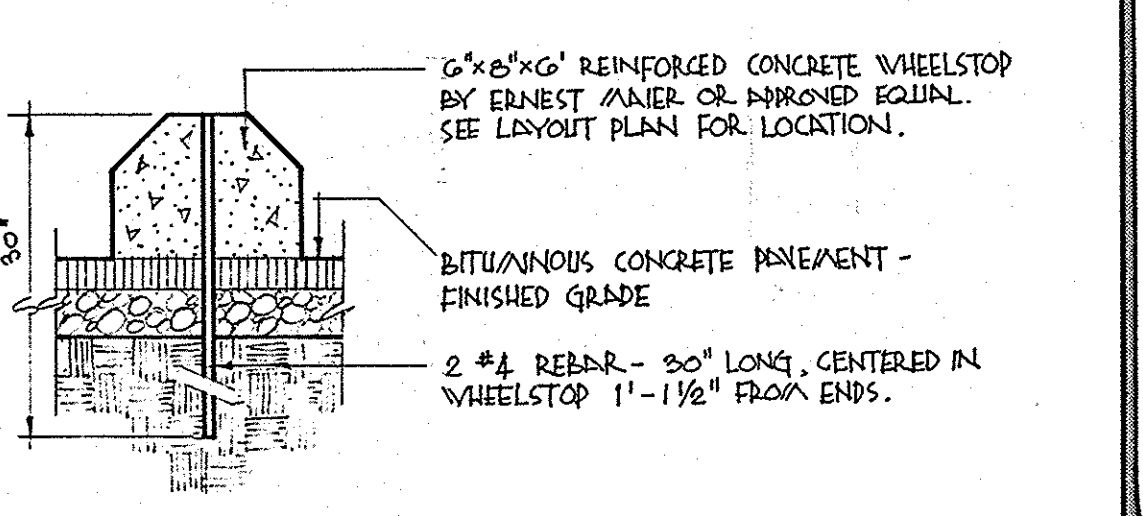 6"x8"x6' REINFORCED CONCRETE WHEELSTOP
BY ERNEST MAIER OR APPROVED EQUAL.
SEE LAYOUT PLAN FOR LOCATION.
30"
BITUMINOUS CONCRETE PAVEMENT -
FINISHED GRADE
2 #4 REBAR - 30" LONG, CENTERED IN
WHEELSTOP 1'-1 1/2" FROM ENDS.